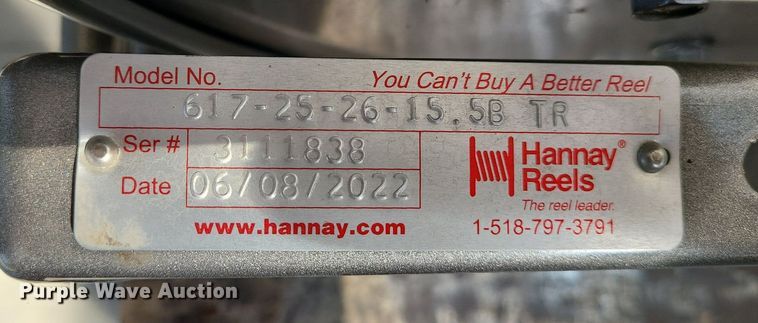 Model No.
You Can't Buy A Better Reel
617-25-26-15.5B TR
Ser # 3111838
Date 06/08/2022
Hannay®
Reels
The reel leader.
www.hannay.com
1-518-797-3791
Purple Wave Auction